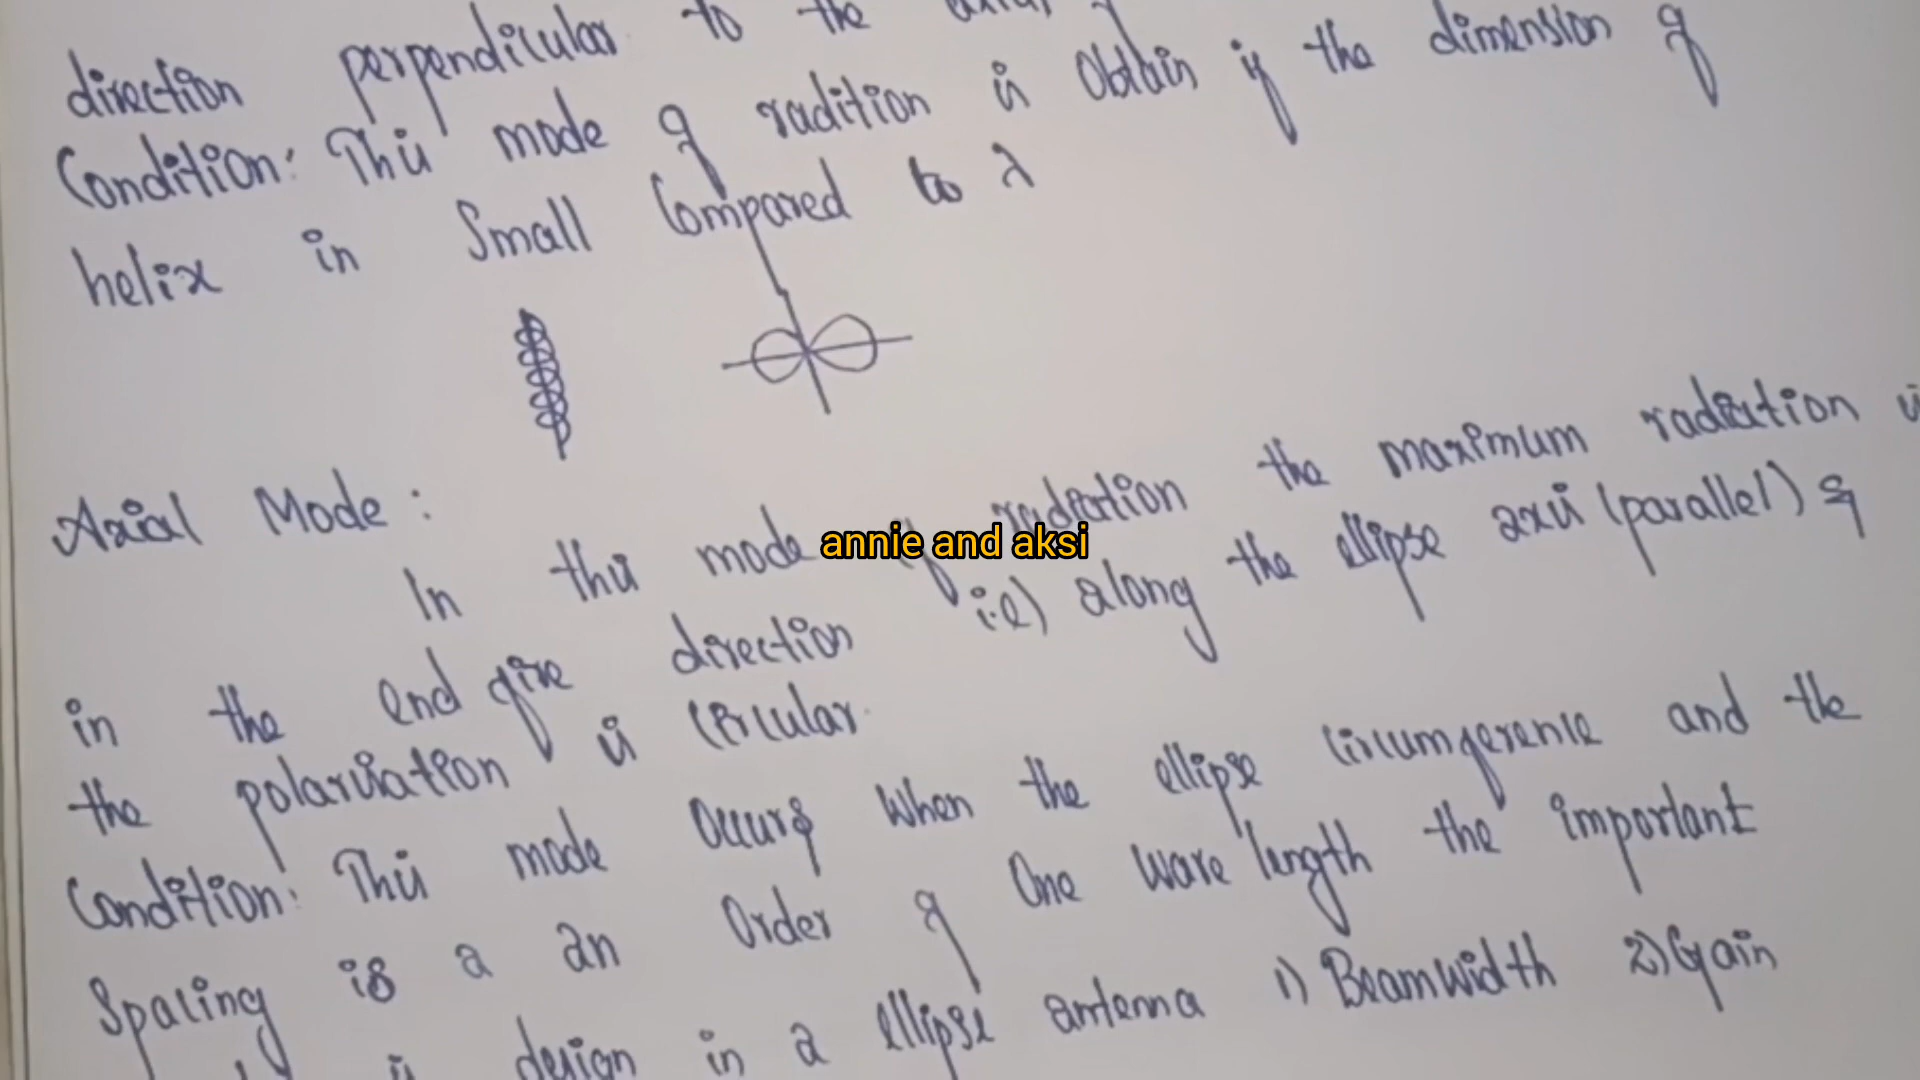 direction perpendicular to the axial
Condition: This mode of radition is obtain if the dimension of
helix in Small Compared to λ
Axial Mode:
In this mode of radiation the maximum radiation is
in the end fire direction i.e) along the ellipse axis (parallel) &
the polarisation is circular.
Condition: This mode occurs when the ellipse circumference and the
Spacing is a an order of One wave length the important
is design in a ellipse antenna 1) Beamwidth 2) Gain
annie and aksi